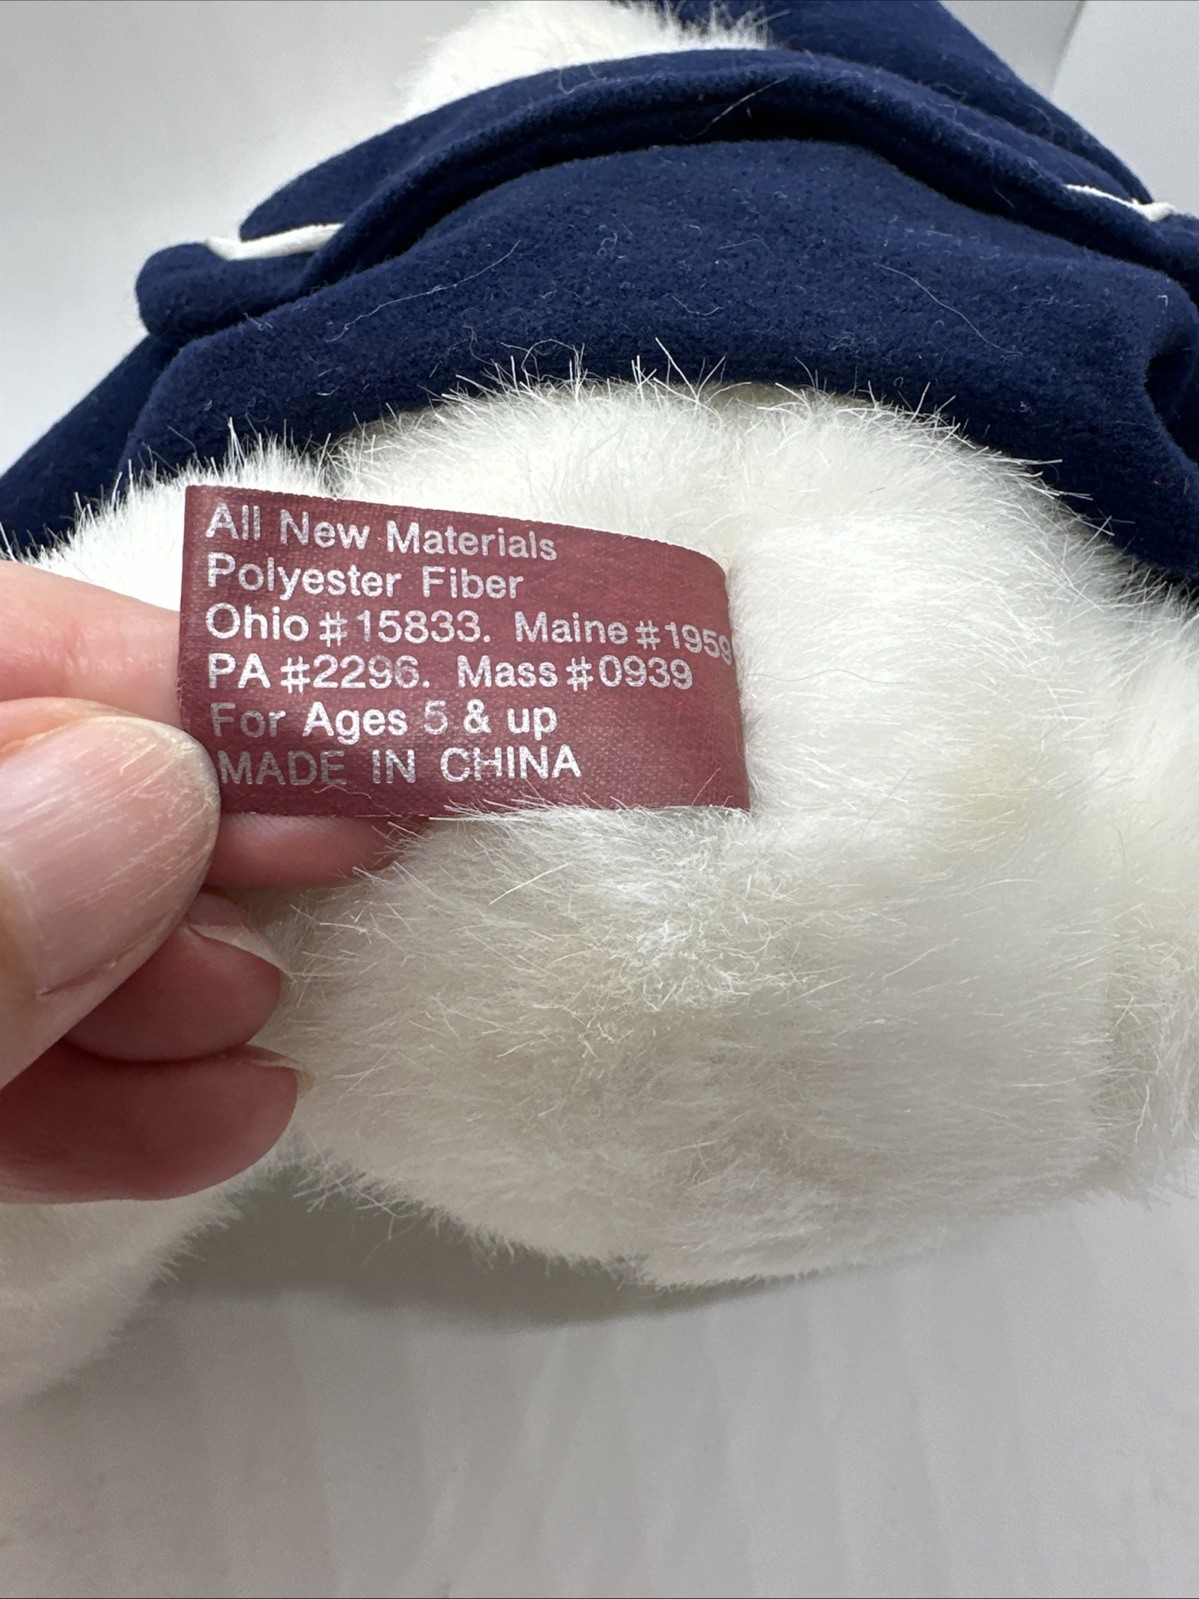 All New Materials
Polyester Fiber
Ohio #15833. Maine #1959
PA #2296. Mass #0939
For Ages 5 & up
MADE IN CHINA